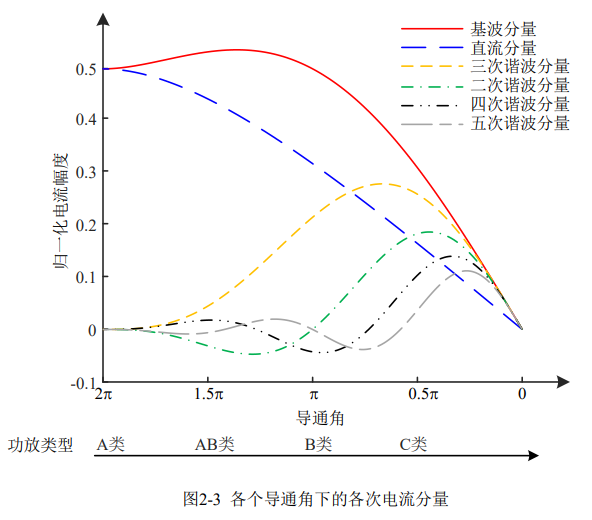 基波分量
直流分量
三次谐波分量
二次谐波分量
四次谐波分量
五次谐波分量
归一化电流幅度
0.5
0.4
0.3
0.2
0.1
0
-0.1
2π 1.5π π 0.5π 0
导通角
功放类型 A类 AB类 B类 C类
图2-3 各个导通角下的各次电流分量